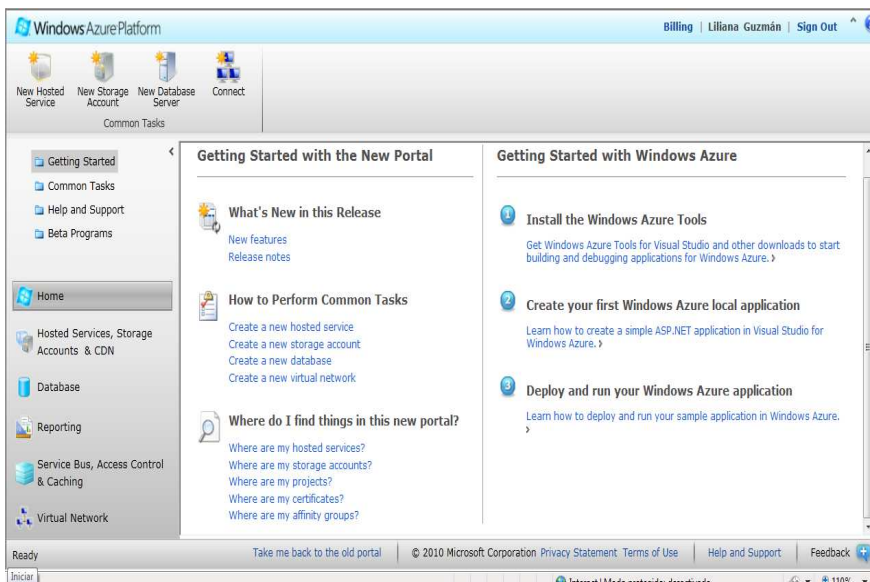 Windows Azure Platform
Billing | Liliana Guzmán | Sign Out
New Hosted Service
New Storage Account
New Database Server
Connect
Common Tasks
Getting Started
Common Tasks
Help and Support
Beta Programs
Home
Hosted Services, Storage
Accounts & CDN
Database
Reporting
Service Bus, Access Control
& Caching
Virtual Network
Getting Started with the New Portal
What's New in this Release
New features
Release notes
How to Perform Common Tasks
Create a new hosted service
Create a new storage account
Create a new database
Create a new virtual network
Where do I find things in this new portal?
Where are my hosted services?
Where are my storage accounts?
Where are my projects?
Where are my certificates?
Where are my affinity groups?
Getting Started with Windows Azure
1 Install the Windows Azure Tools
Get Windows Azure Tools for Visual Studio and other downloads to start
building and debugging applications for Windows Azure. ›
2 Create your first Windows Azure local application
Learn how to create a simple ASP.NET application in Visual Studio for
Windows Azure. ›
3 Deploy and run your Windows Azure application
Learn how to deploy and run your sample application in Windows Azure.
›
Ready
Take me back to the old portal | © 2010 Microsoft Corporation Privacy Statement Terms of Use | Help and Support | Feedback
Iniciar
Internet | Modo protegido: desactivado
110%